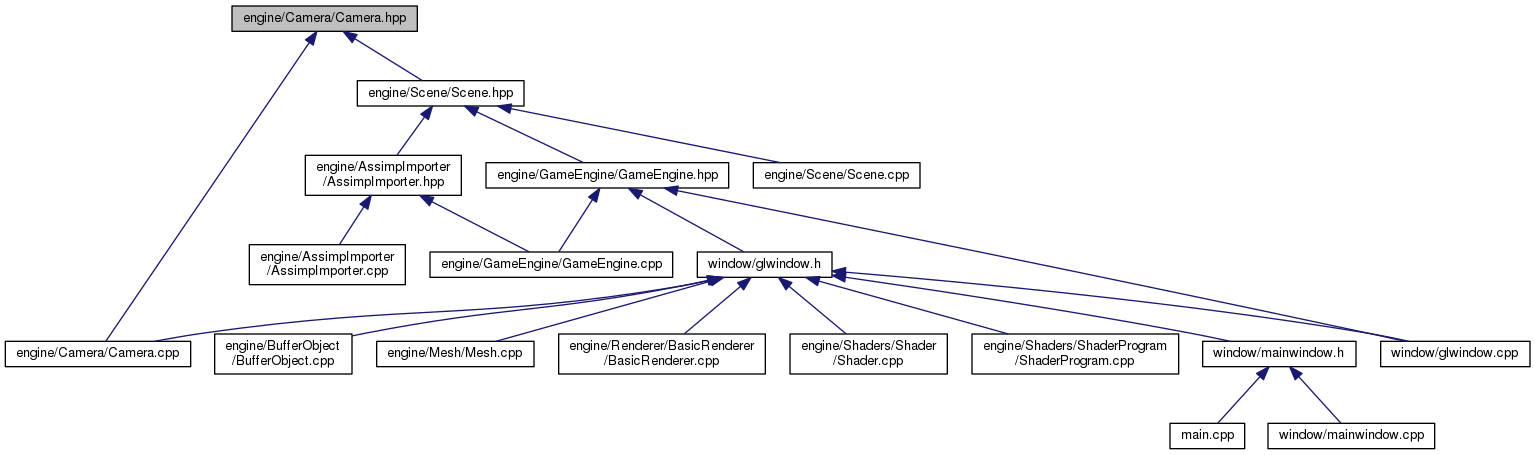 engine/Camera/Camera.hpp
engine/Scene/Scene.hpp
engine/AssimpImporter
/AssimpImporter.hpp
engine/GameEngine/GameEngine.hpp
engine/Scene/Scene.cpp
engine/AssimpImporter
/AssimpImporter.cpp
engine/GameEngine/GameEngine.cpp
window/glwindow.h
engine/Camera/Camera.cpp
engine/BufferObject
/BufferObject.cpp
engine/Mesh/Mesh.cpp
engine/Renderer/BasicRenderer
/BasicRenderer.cpp
engine/Shaders/Shader
/Shader.cpp
engine/Shaders/ShaderProgram
/ShaderProgram.cpp
window/mainwindow.h
window/glwindow.cpp
main.cpp
window/mainwindow.cpp